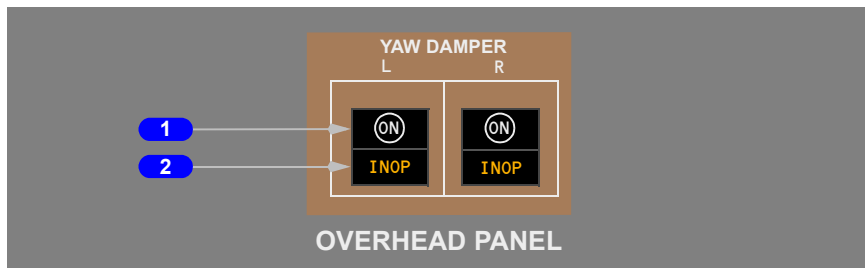 YAW DAMPER
L R
1 ON ON
2 INOP INOP
OVERHEAD PANEL